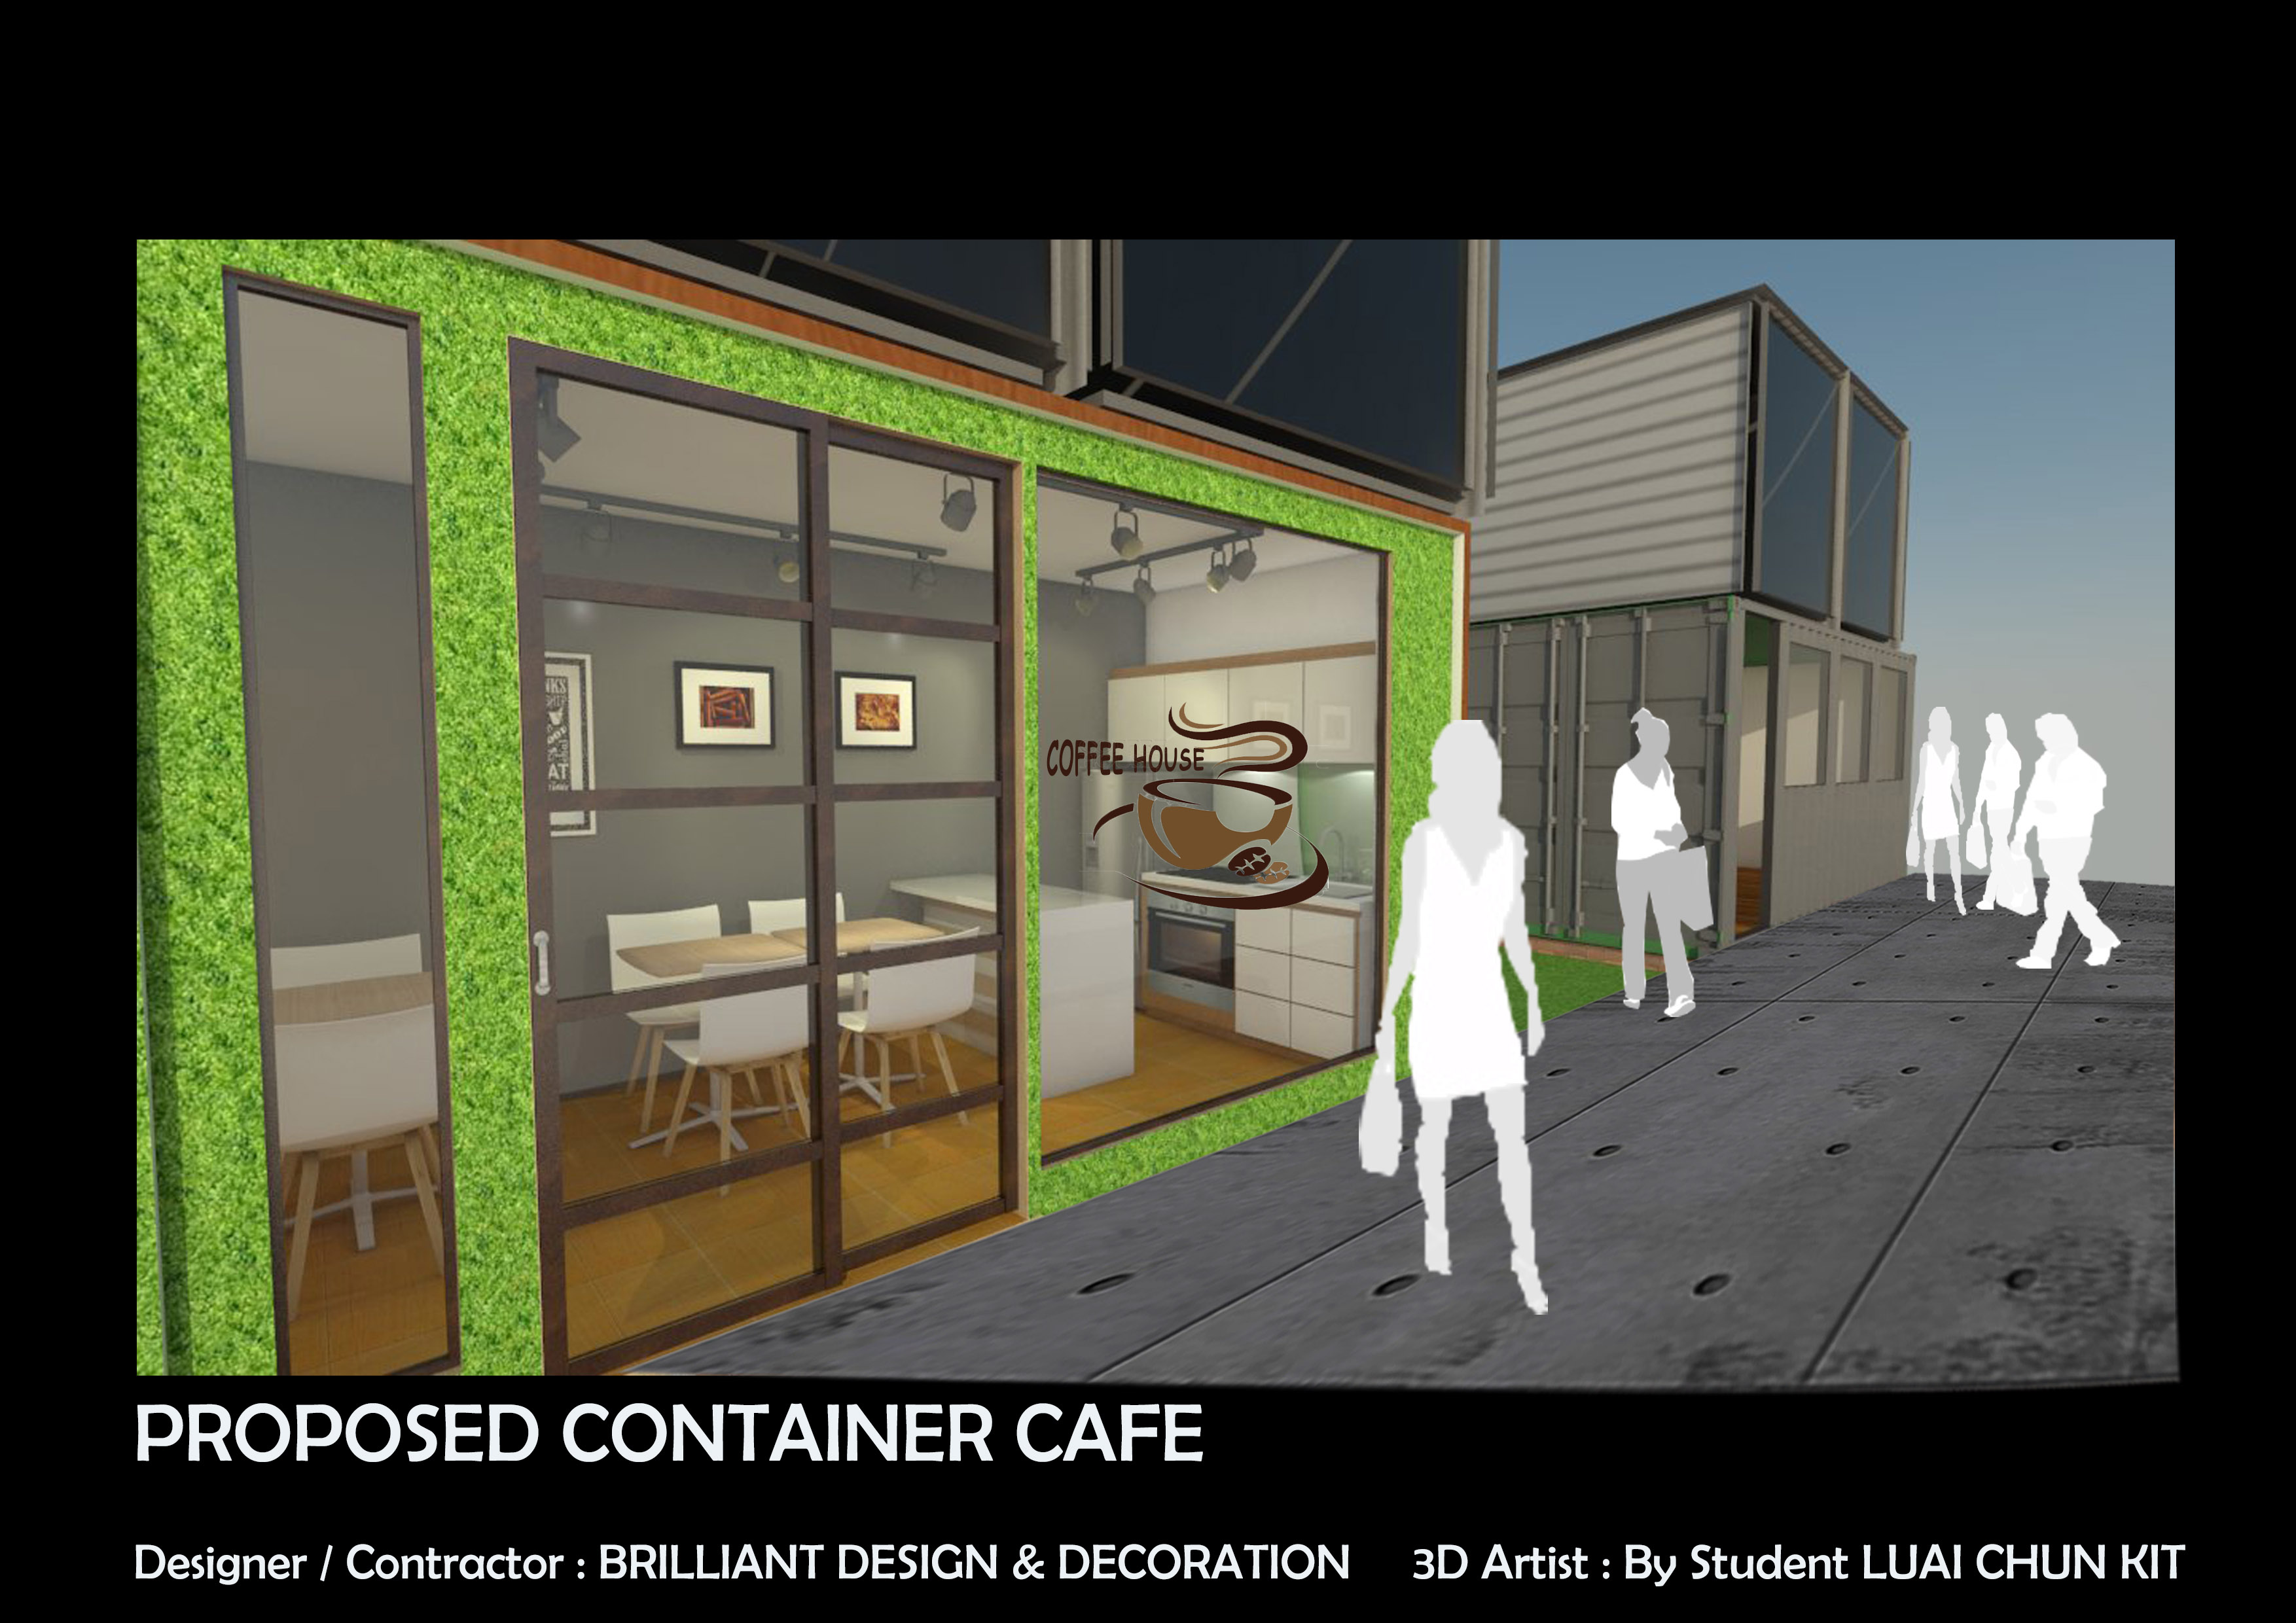 COFFEE HOUSE
PROPOSED CONTAINER CAFE
Designer / Contractor : BRILLIANT DESIGN & DECORATION
3D Artist : By Student LUAI CHUN KIT